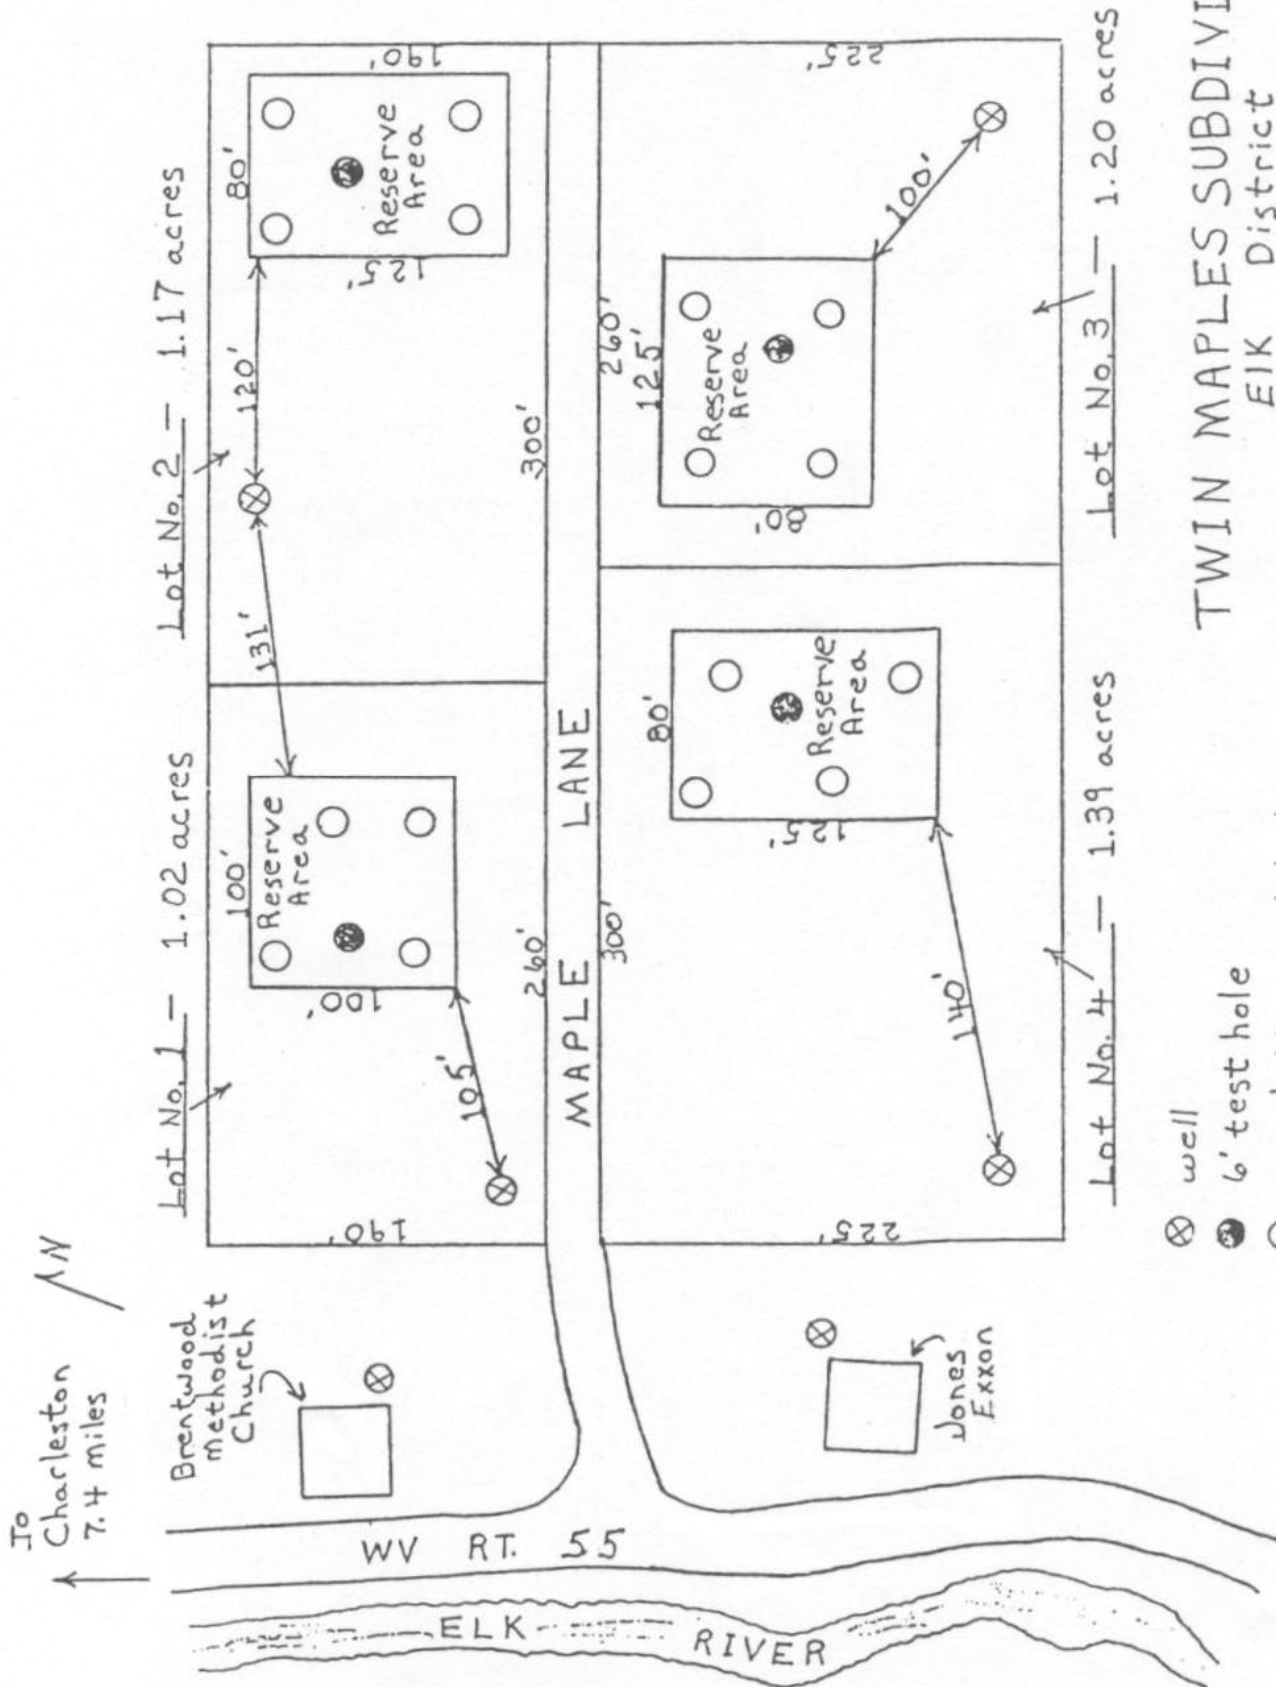 To
Charleston
7.4 miles
N
Brentwood
Methodist
Church
Lot No. 1 — 1.02 acres
Lot No. 2 — 1.17 acres
190'
100'
Reserve
Area
100'
105'
260'
131'
120'
80'
Reserve
Area
125'
190'
300'
MAPLE LANE
300'
260'
125'
Reserve
Area
80'
100'
225'
80'
Reserve
Area
125'
140'
225'
Jones
Exxon
WV RT. 55
ELK RIVER
Lot No. 4 — 1.39 acres
Lot No. 3 — 1.20 acres
well
6' test hole
TWIN MAPLES SUBDIVI
Elk District